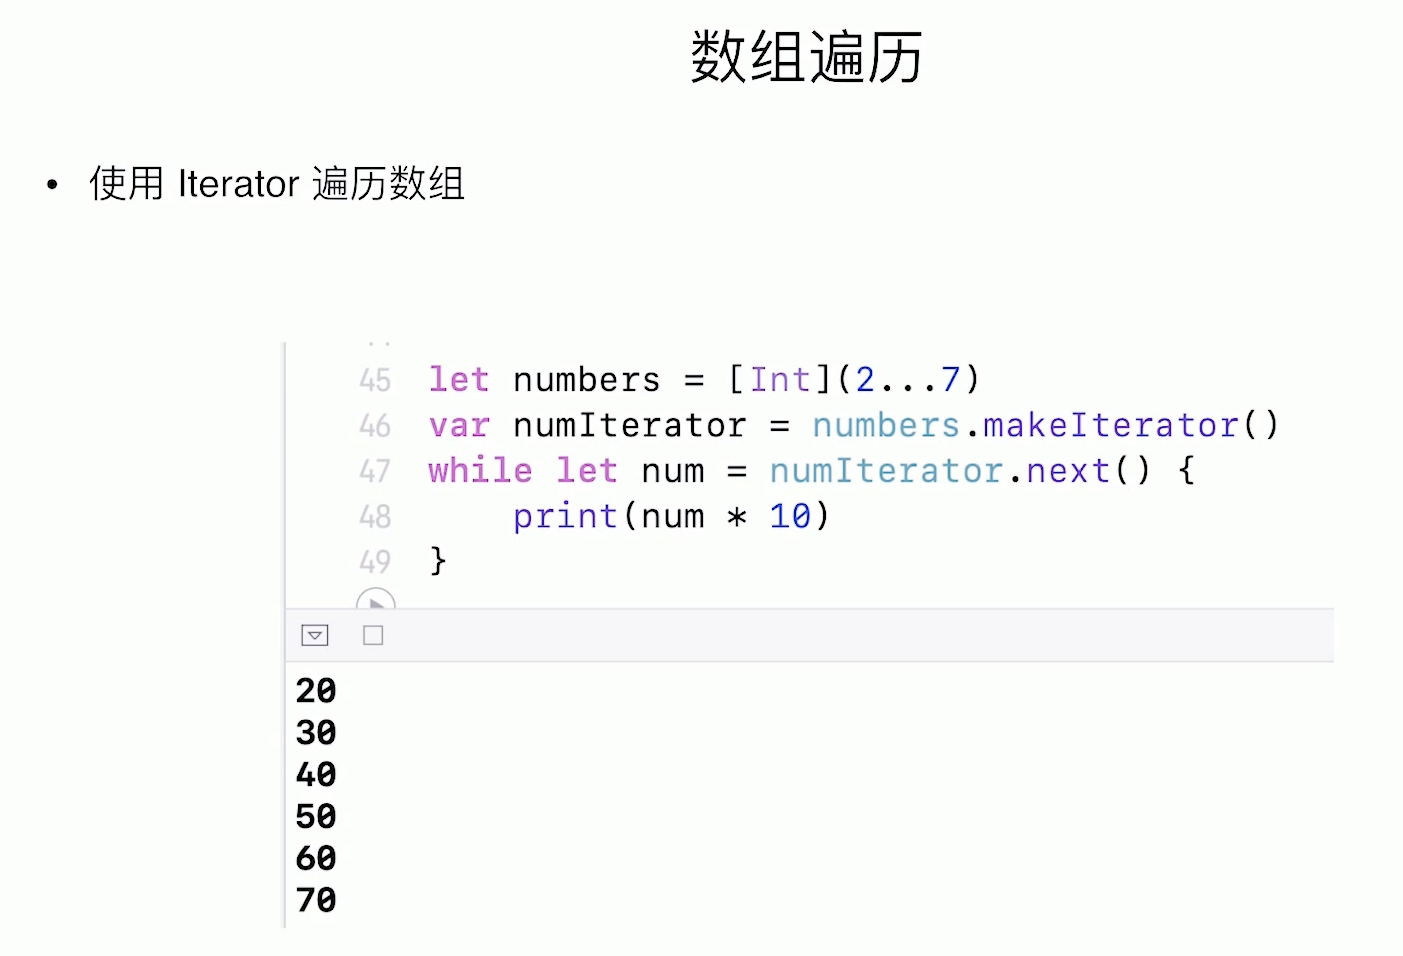 数组遍历
• 使用 Iterator 遍历数组
45 let numbers = [Int](2...7)
46 var numIterator = numbers.makeIterator()
47 while let num = numIterator.next() {
48     print(num * 10)
49 }
20
30
40
50
60
70